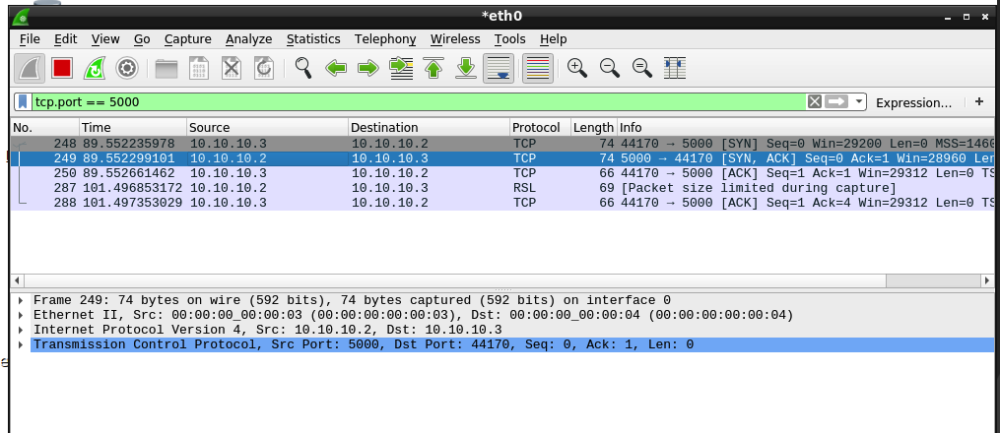 *eth0
File Edit View Go Capture Analyze Statistics Telephony Wireless Tools Help
tcp.port == 5000 Expression... +
No. Time Source Destination Protocol Length Info
248 89.552235978 10.10.10.3 10.10.10.2 TCP 74 44170 → 5000 [SYN] Seq=0 Win=29200 Len=0 MSS=1460
249 89.552299101 10.10.10.2 10.10.10.3 TCP 74 5000 → 44170 [SYN, ACK] Seq=0 Ack=1 Win=28960 Len
250 89.552661462 10.10.10.3 10.10.10.2 TCP 66 44170 → 5000 [ACK] Seq=1 Ack=1 Win=29312 Len=0 TS
287 101.496853172 10.10.10.2 10.10.10.3 RSL 69 [Packet size limited during capture]
288 101.497353029 10.10.10.3 10.10.10.2 TCP 66 44170 → 5000 [ACK] Seq=1 Ack=4 Win=29312 Len=0 TS
Frame 249: 74 bytes on wire (592 bits), 74 bytes captured (592 bits) on interface 0
Ethernet II, Src: 00:00:00_00:00:03 (00:00:00:00:00:03), Dst: 00:00:00_00:00:04 (00:00:00:00:00:04)
Internet Protocol Version 4, Src: 10.10.10.2, Dst: 10.10.10.3
Transmission Control Protocol, Src Port: 5000, Dst Port: 44170, Seq: 0, Ack: 1, Len: 0